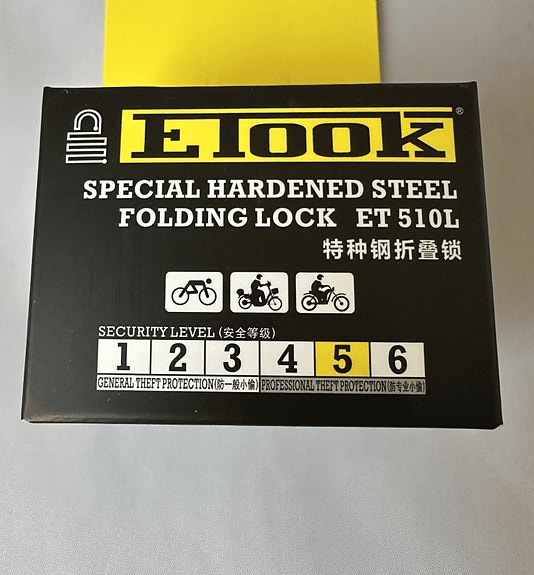 Etook®
SPECIAL HARDENED STEEL
FOLDING LOCK ET 510L
特种钢折叠锁
SECURITY LEVEL (安全等级)
1 2 3 4 5 6
GENERAL THEFT PROTECTION(防一般小偷) PROFESSIONAL THEFT PROTECTION(防专业小偷)